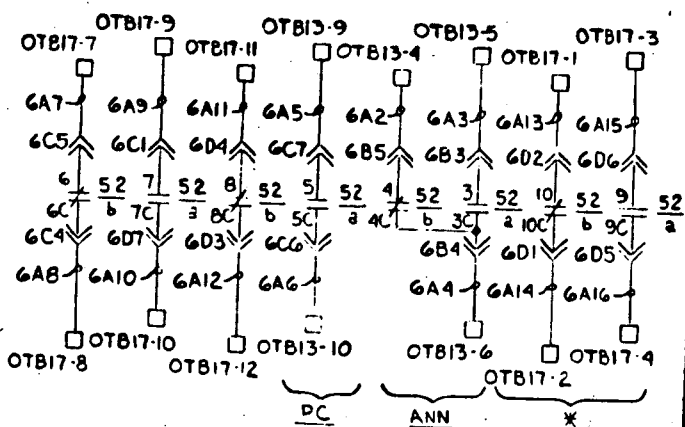 OTB17-7 OTB17-9 OTB17-11 OTB13-9 OTB13-4 OTB13-5 OTB17-1 OTB17-3
6A7 6A9 6A11 6A5 6A2 6A3 6A13 6A15
6C5 6C1 6D4 6C7 6B5 6B3 6D2 6D6
6 52 7 52 8 52 5 52 4 52 3 52 10 52 9 52
6C b 7C a 8C b 5C a 4C b 3C a 10C b 9C a
6C4 6D7 6D3 6C6 6B4 6D1 6D5
6A8 6A10 6A12 6A6 6A4 6A14 6A16
OTB17-8 OTB17-10 OTB17-12 OTB13-10 OTB13-6 OTB17-2 OTB17-4
DC ANN *